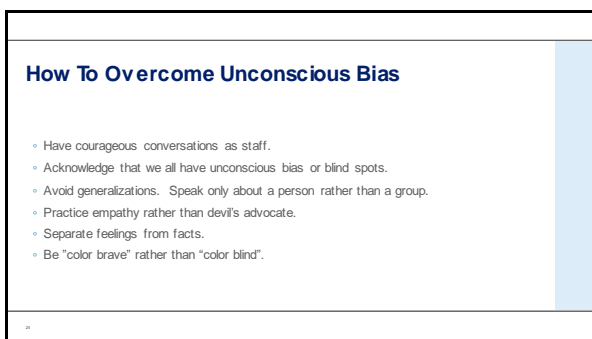 How To Overcome Unconscious Bias
◦ Have courageous conversations as staff.
◦ Acknowledge that we all have unconscious bias or blind spots.
◦ Avoid generalizations. Speak only about a person rather than a group.
◦ Practice empathy rather than devil's advocate.
◦ Separate feelings from facts.
◦ Be ”color brave” rather than “color blind”.